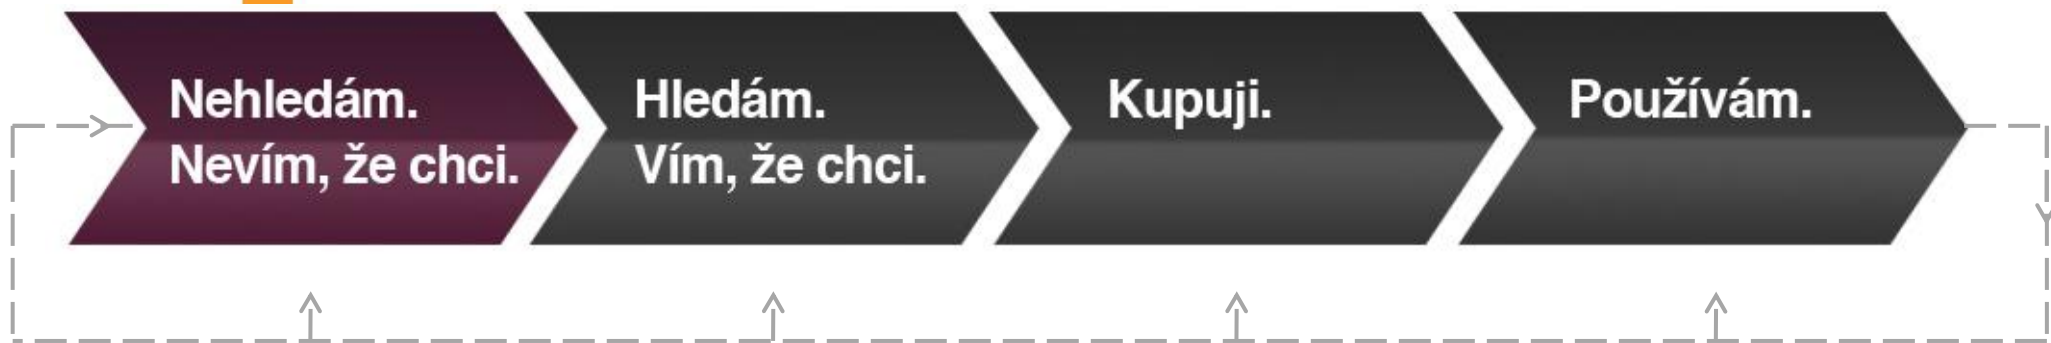 Nehledám.
Nevím, že chci.
Hledám.
Vím, že chci.
Kupuji.
Používám.